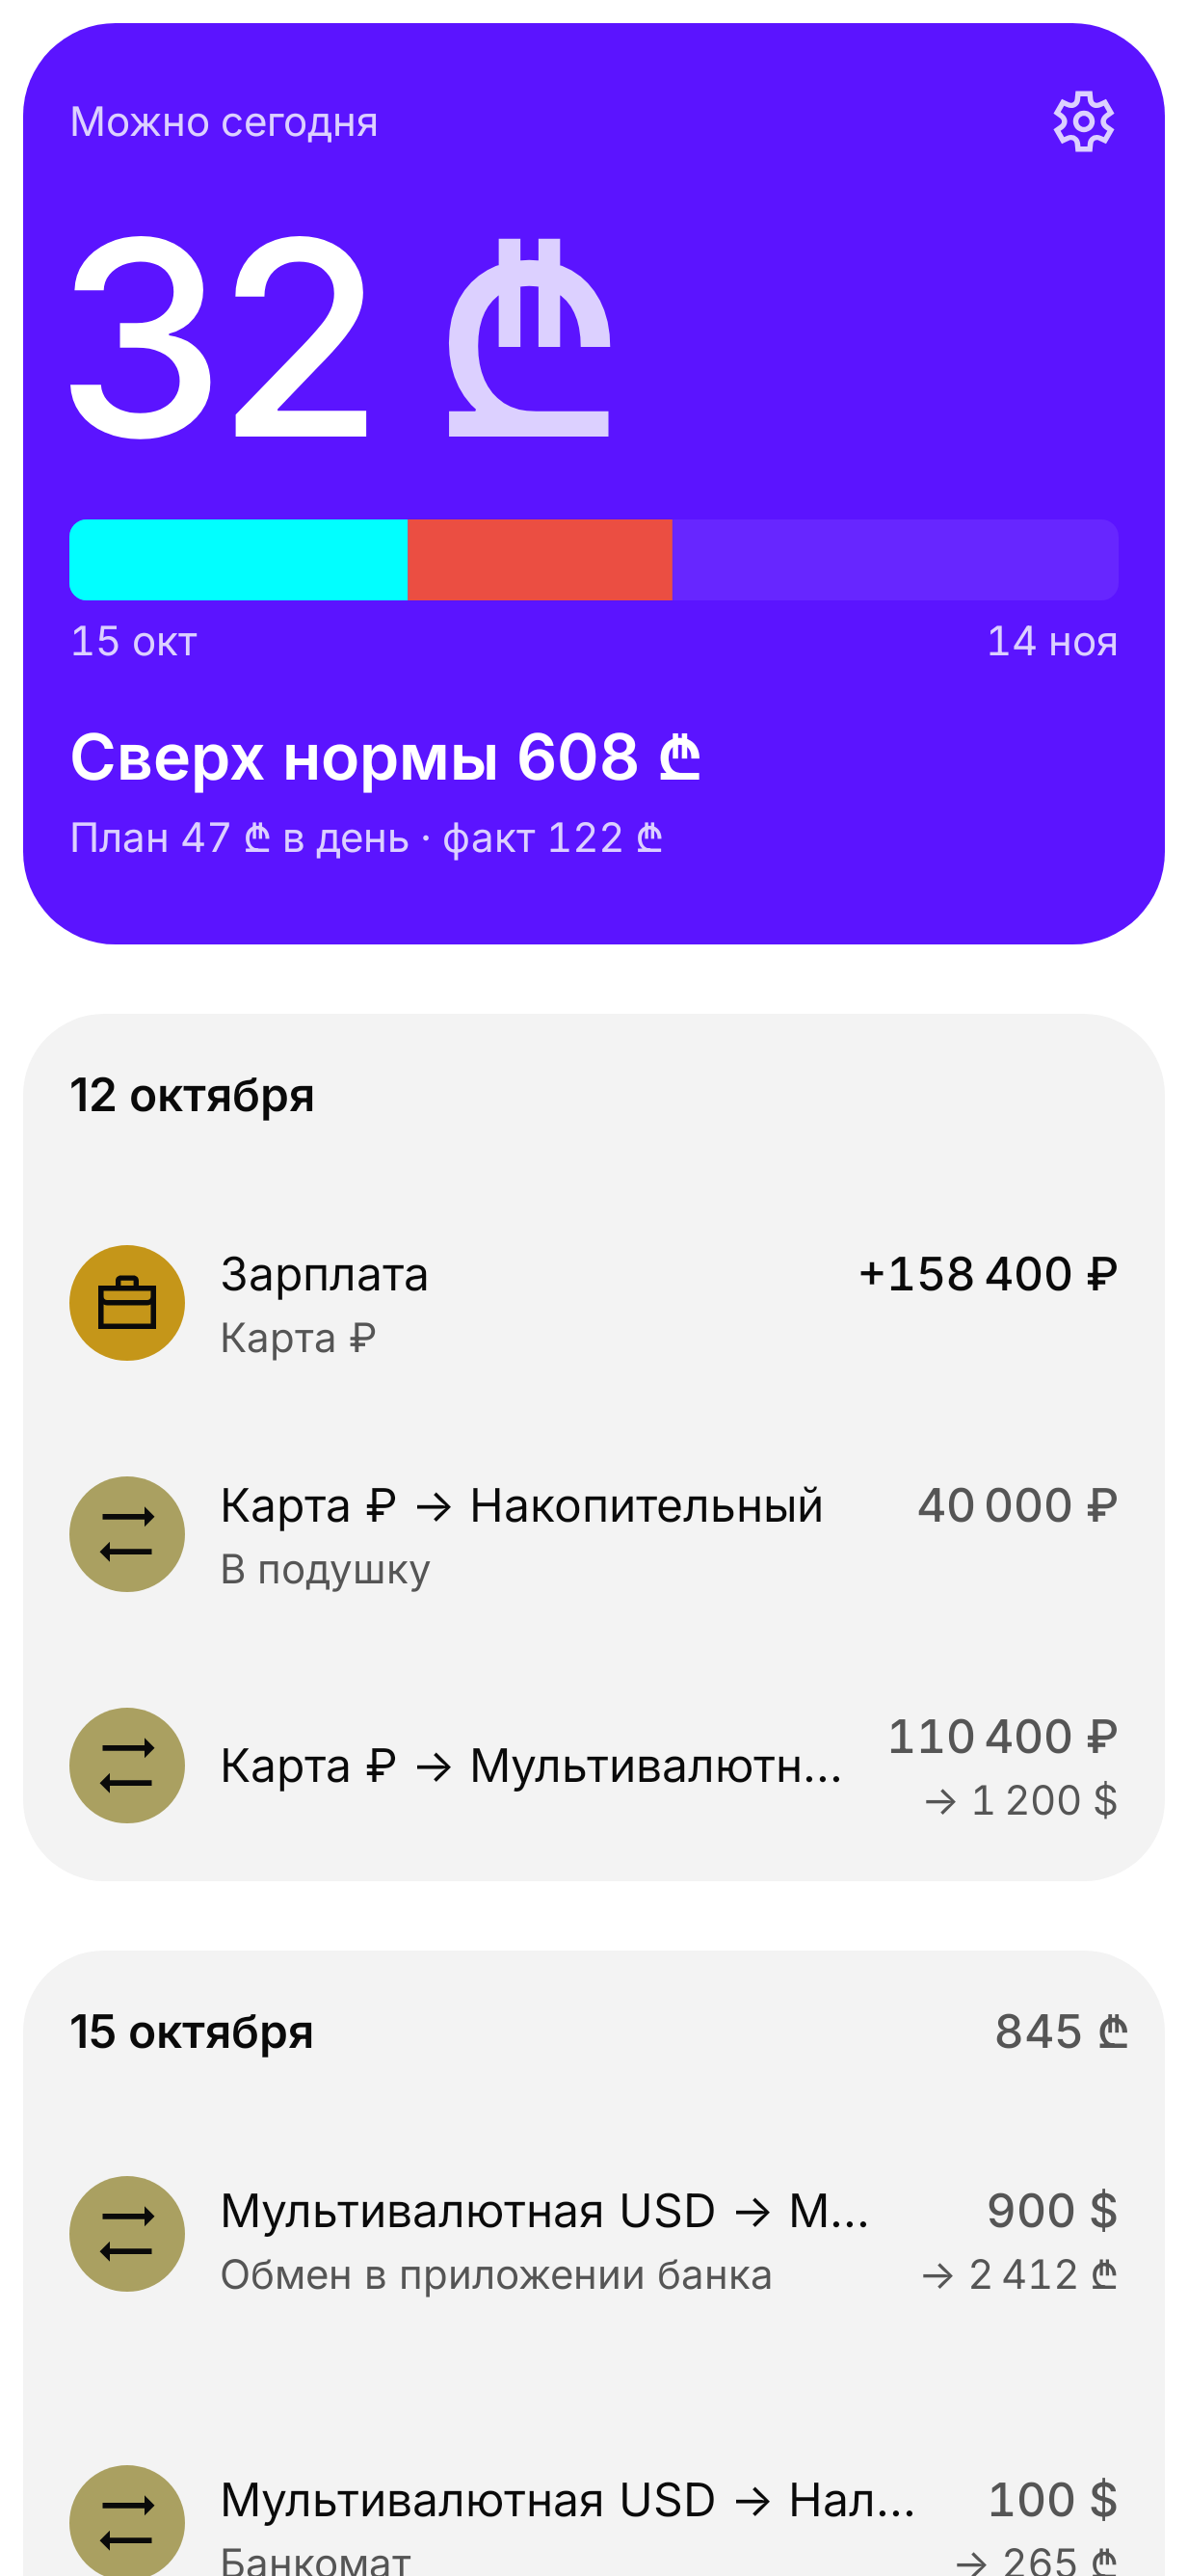 Можно сегодня
32 ₾
15 окт 14 ноя
Сверх нормы 608 ₾
План 47 ₾ в день · факт 122 ₾
12 октября
Зарплата +158 400 ₽
Карта ₽
Карта ₽ → Накопительный 40 000 ₽
В подушку
Карта ₽ → Мультивалютн... 110 400 ₽
→ 1 200 $
15 октября 845 ₾
Мультивалютная USD → М... 900 $
Обмен в приложении банка → 2 412 ₾
Мультивалютная USD → Нал... 100 $
Банкомат → 265 ₾